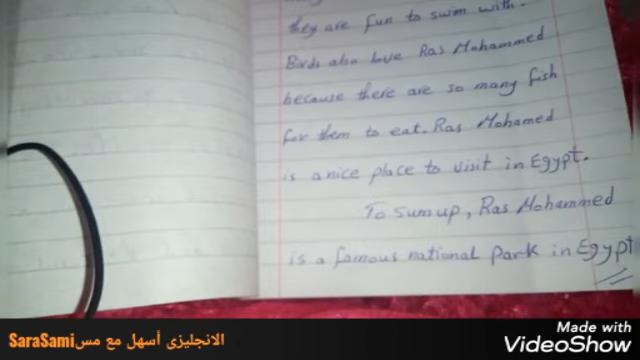 they are fun to swim with.
Birds also love Ras Mohammed
because there are so many fish
for them to eat. Ras Mohamed
is a nice place to visit in Egypt.
To sum up, Ras Mohammed
is a famous national park in Egypt
الانجليزى أسهل مع مس SaraSami
Made with
VideoShow